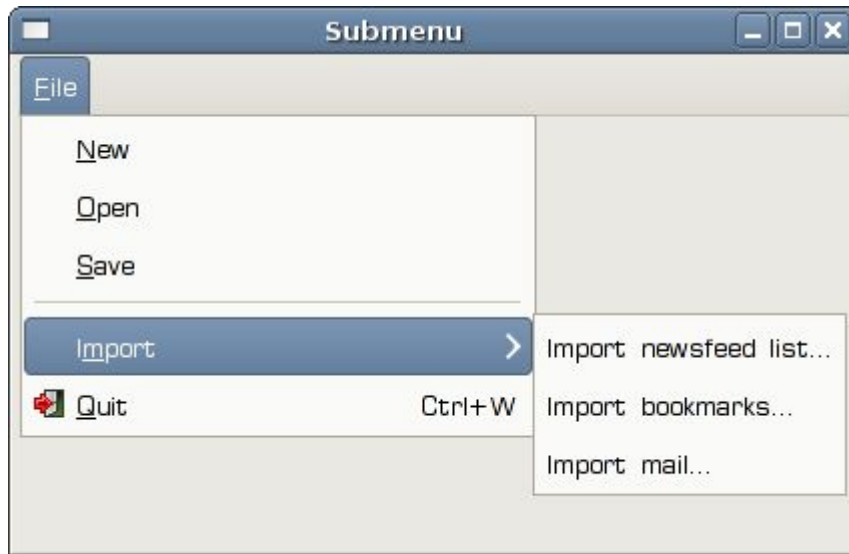 Submenu
File
New
Open
Save
Import
Quit Ctrl+W
Import newsfeed list...
Import bookmarks...
Import mail...